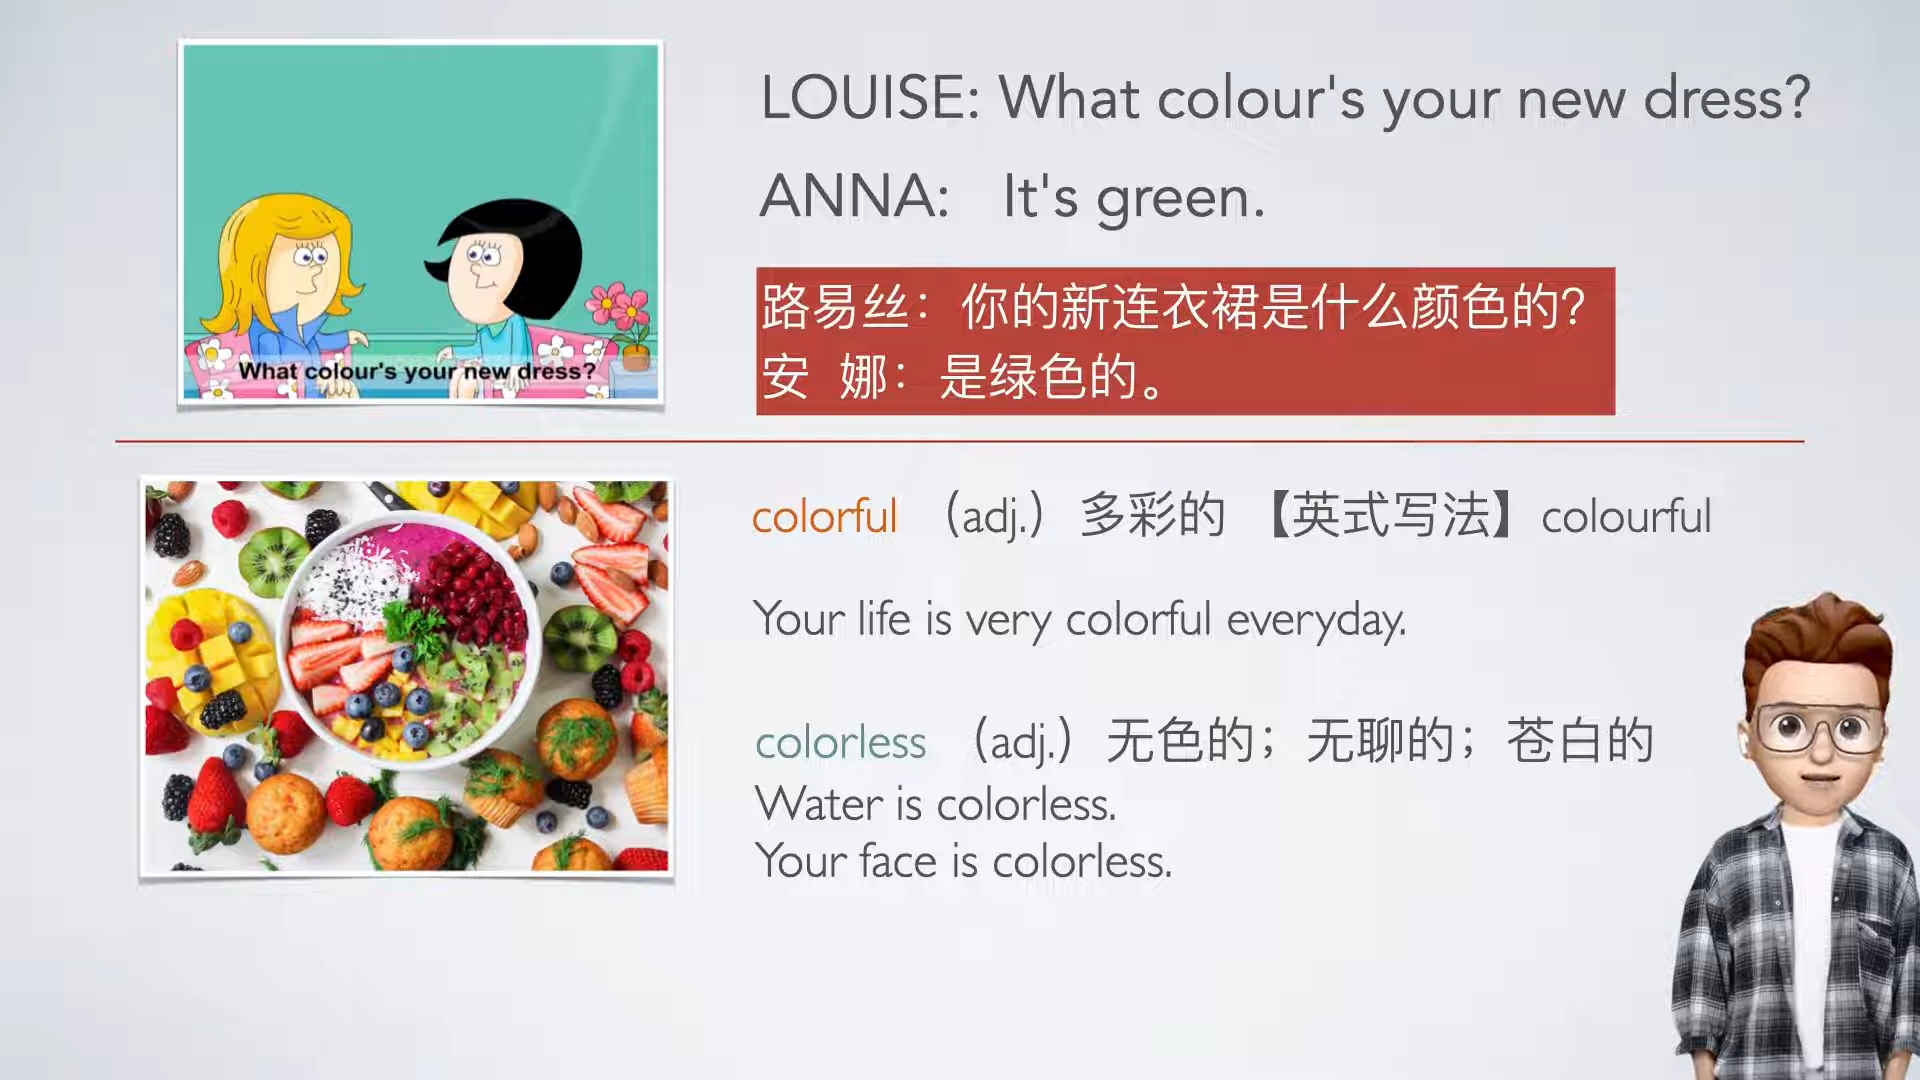 LOUISE: What colour's your new dress?
ANNA: It's green.
路易丝：你的新连衣裙是什么颜色的？
安 娜：是绿色的。
What colour's your new dress?
colorful （adj.）多彩的 【英式写法】colourful
Your life is very colorful everyday.
colorless （adj.）无色的；无聊的；苍白的
Water is colorless.
Your face is colorless.